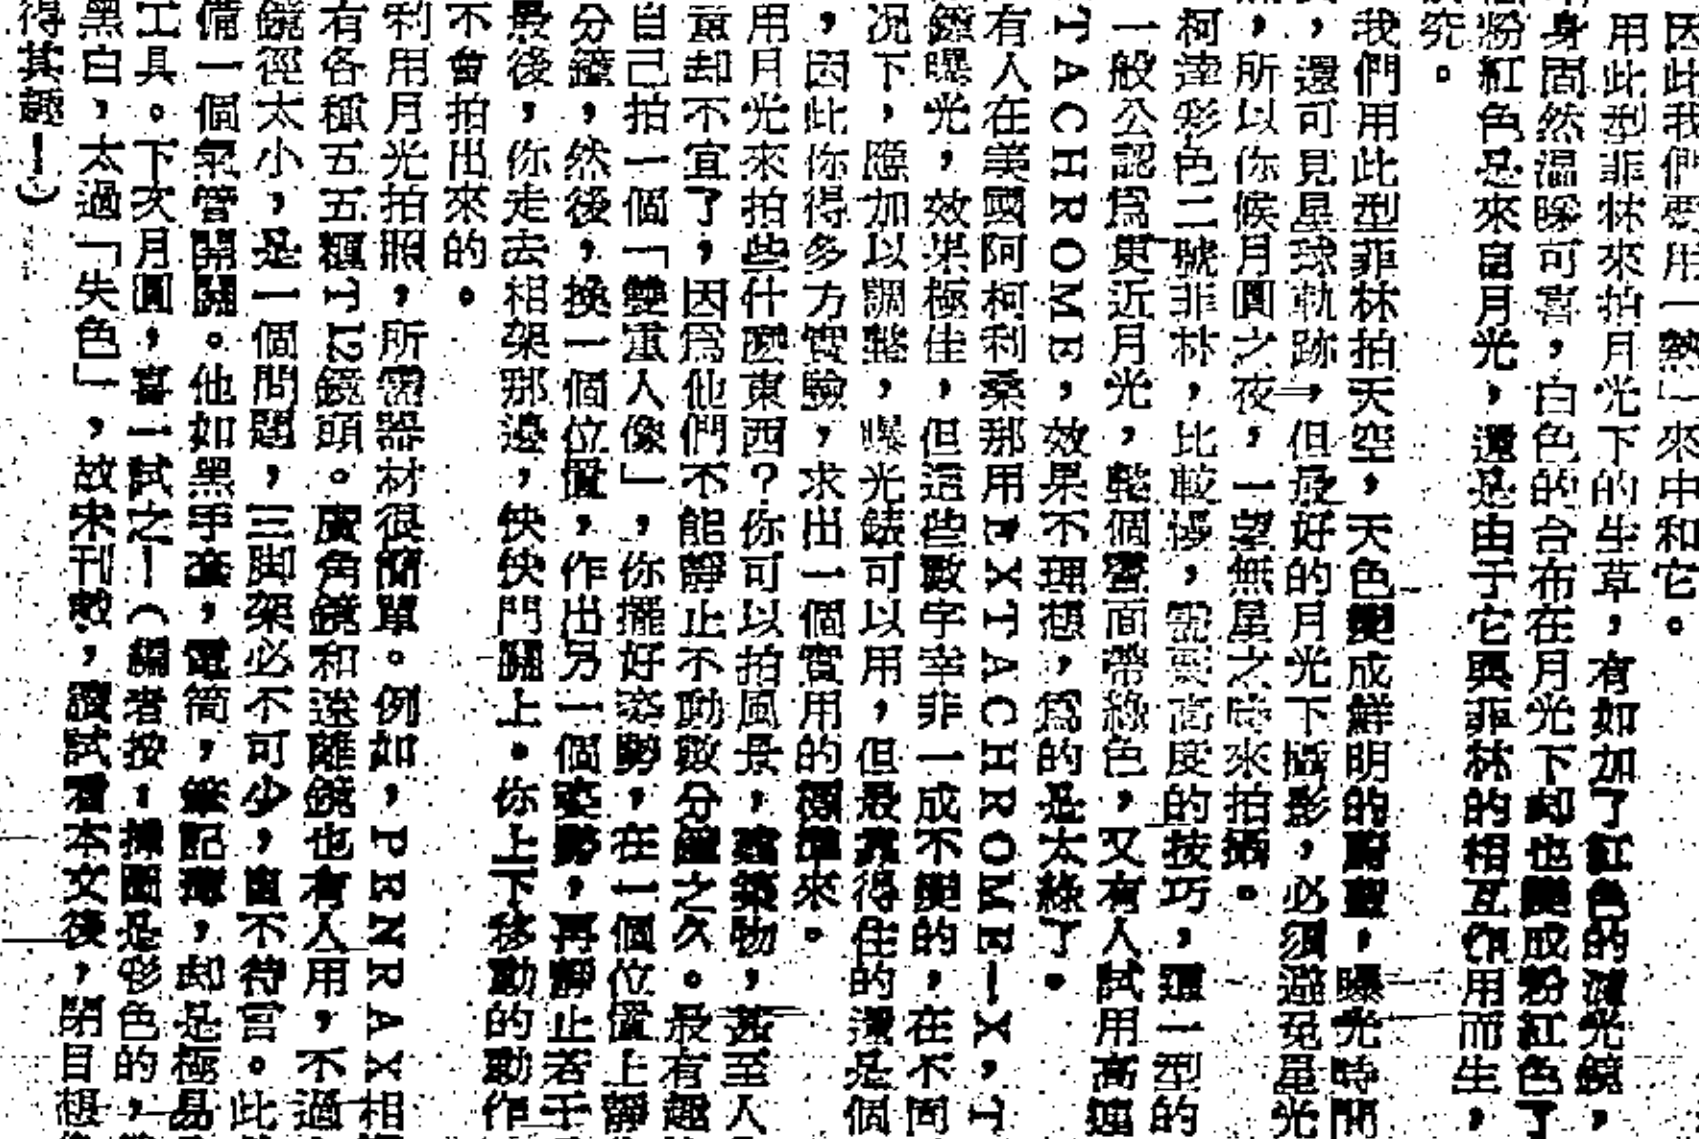 因此我們要用「熱」來中和它。
用此型菲林來拍月光下的生草，有如加了紅色的濾光鏡，
身間然溫睬可喜，白色的合布在月光下却也變成粉紅色了
粉紅色是來自月光，還是由于它與菲林的相互作用而生，
究。
我們用此型菲林拍天空，天色變成鮮明的蔚藍，曝光時間
，還可見星球軌跡，但最好的月光下攝影，必須避免星光
，所以你候月圓之夜，一望無星之時來拍攝。
柯達彩色二號菲林，比較慢，需要高度的技巧，這一型的
一般公認爲更近月光，整個畫面帶綠色，又有人試用高速
TACHROME，效果不理想，爲的是太綠了。
有人在美國阿柯利桑那用EXTACHROME—X，T
鐘曝光，效果極佳，但這些數字幸非一成不變的，在不同
况下，應加以調整，曝光錶可以用，但最靠得住的還是個
，因此你得多方實驗，求出一個實用的標準來。
用月光來拍些什麼東西？你可以拍風景，建築物，甚至人
童却不宜了，因爲他們不能靜止不動數分鐘之久。最有趣
自己拍一個「雙重人像」，你擺好姿勢，在一個位置上靜
分鐘，然後，換一個位置，作出另一個姿勢，再靜止若干
最後，你走去相架那邊，快快門關上。你上下移動的動作
不會拍出來的。
利用月光拍照，所需器材很簡單。例如，PENRAX相
有各種五五糎T12鏡頭。廣角鏡和遠離鏡也有人用，不過
鏡徑太小，是一個問題，三脚架必不可少，自不待言。此
備一個氣管開關。他如黑手套，電筒，筆記簿，却是極易
工具。下次月圓，喜一試之！（編者按，揷圖是彩色的，
黑白，太過「失色」，故宋刊戟，讀試看本文後，閉目想
得其趣！）